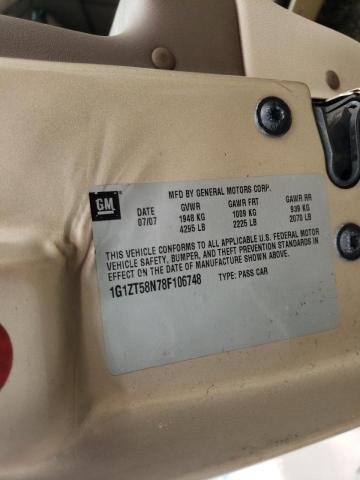 MFD BY GENERAL MOTORS CORP.
GM
DATE GVWR GAWR FRT GAWR RR
07/07 1948 KG 1009 KG 939 KG
4295 LB 2225 LB 2070 LB
THIS VEHICLE CONFORMS TO ALL APPLICABLE U.S. FEDERAL MOTOR
VEHICLE SAFETY, BUMPER, AND THEFT PREVENTION STANDARDS IN
EFFECT ON THE DATE OF MANUFACTURE SHOWN ABOVE.
1G1ZT58N78F106748 TYPE: PASS CAR